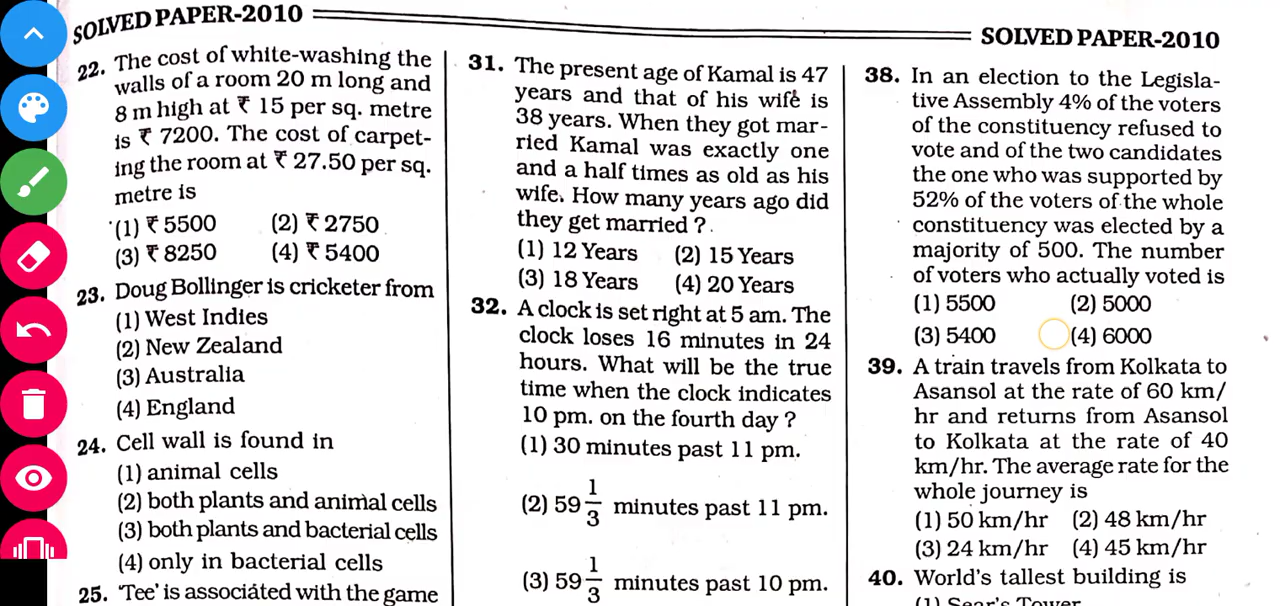 SOLVED PAPER-2010
22. The cost of white-washing the
walls of a room 20 m long and
8 m high at ₹ 15 per sq. metre
is ₹ 7200. The cost of carpet-
ing the room at ₹ 27.50 per sq.
metre is
(1) ₹ 5500 (2) ₹ 2750
(3) ₹ 8250 (4) ₹ 5400
23. Doug Bollinger is cricketer from
(1) West Indies
(2) New Zealand
(3) Australia
(4) England
24. Cell wall is found in
(1) animal cells
(2) both plants and animal cells
(3) both plants and bacterial cells
(4) only in bacterial cells
25. 'Tee' is associated with the game
31. The present age of Kamal is 47
years and that of his wife is
38 years. When they got mar-
ried Kamal was exactly one
and a half times as old as his
wife. How many years ago did
they get married ?
(1) 12 Years (2) 15 Years
(3) 18 Years (4) 20 Years
32. A clock is set right at 5 am. The
clock loses 16 minutes in 24
hours. What will be the true
time when the clock indicates
10 pm. on the fourth day ?
(1) 30 minutes past 11 pm.
(2) 59 1/3 minutes past 11 pm.
(3) 59 1/3 minutes past 10 pm.
SOLVED PAPER-2010
38. In an election to the Legisla-
tive Assembly 4% of the voters
of the constituency refused to
vote and of the two candidates
the one who was supported by
52% of the voters of the whole
constituency was elected by a
majority of 500. The number
of voters who actually voted is
(1) 5500 (2) 5000
(3) 5400 (4) 6000
39. A train travels from Kolkata to
Asansol at the rate of 60 km/
hr and returns from Asansol
to Kolkata at the rate of 40
km/hr. The average rate for the
whole journey is
(1) 50 km/hr (2) 48 km/hr
(3) 24 km/hr (4) 45 km/hr
40. World's tallest building is
(1) Sear's Tower